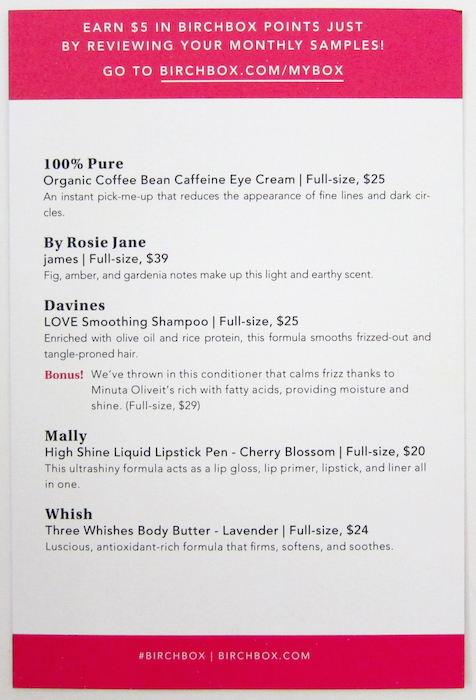 EARN $5 IN BIRCHBOX POINTS JUST
BY REVIEWING YOUR MONTHLY SAMPLES!
GO TO BIRCHBOX.COM/MYBOX
100% Pure
Organic Coffee Bean Caffeine Eye Cream | Full-size, $25
An instant pick-me-up that reduces the appearance of fine lines and dark cir-
cles.
By Rosie Jane
james | Full-size, $39
Fig, amber, and gardenia notes make up this light and earthy scent.
Davines
LOVE Smoothing Shampoo | Full-size, $25
Enriched with olive oil and rice protein, this formula smooths frizzed-out and
tangle-proned hair.
Bonus! We've thrown in this conditioner that calms frizz thanks to
Minuta Oliveit's rich with fatty acids, providing moisture and
shine. (Full-size, $29)
Mally
High Shine Liquid Lipstick Pen - Cherry Blossom | Full-size, $20
This ultrashiny formula acts as a lip gloss, lip primer, lipstick, and liner all
in one.
Whish
Three Whishes Body Butter - Lavender | Full-size, $24
Luscious, antioxidant-rich formula that firms, softens, and soothes.
#BIRCHBOX | BIRCHBOX.COM